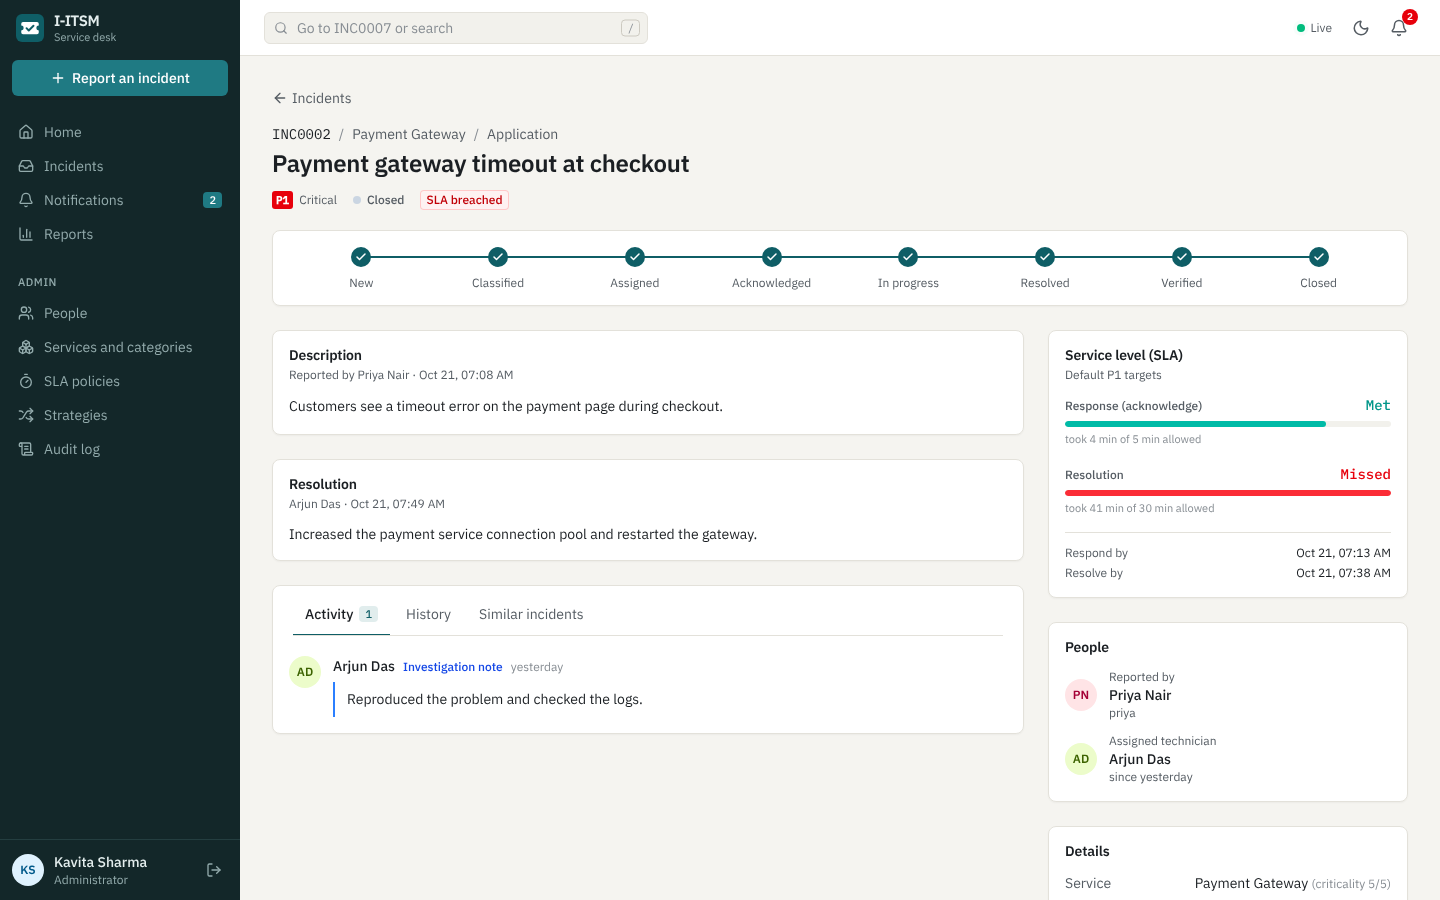 I-ITSM
Service desk
Report an incident
Home
Incidents
Notifications 2
Reports
ADMIN
People
Services and categories
SLA policies
Strategies
Audit log
KS
Kavita Sharma
Administrator
Go to INC0007 or search /
Live
2
Incidents
INC0002 / Payment Gateway / Application
Payment gateway timeout at checkout
P1 Critical Closed SLA breached
New Classified Assigned Acknowledged In progress Resolved Verified Closed
Description
Reported by Priya Nair · Oct 21, 07:08 AM
Customers see a timeout error on the payment page during checkout.
Resolution
Arjun Das · Oct 21, 07:49 AM
Increased the payment service connection pool and restarted the gateway.
Activity 1 History Similar incidents
AD
Arjun Das Investigation note yesterday
Reproduced the problem and checked the logs.
Service level (SLA)
Default P1 targets
Response (acknowledge) Met
took 4 min of 5 min allowed
Resolution Missed
took 41 min of 30 min allowed
Respond by Oct 21, 07:13 AM
Resolve by Oct 21, 07:38 AM
People
PN
Reported by
Priya Nair
priya
AD
Assigned technician
Arjun Das
since yesterday
Details
Service Payment Gateway (criticality 5/5)